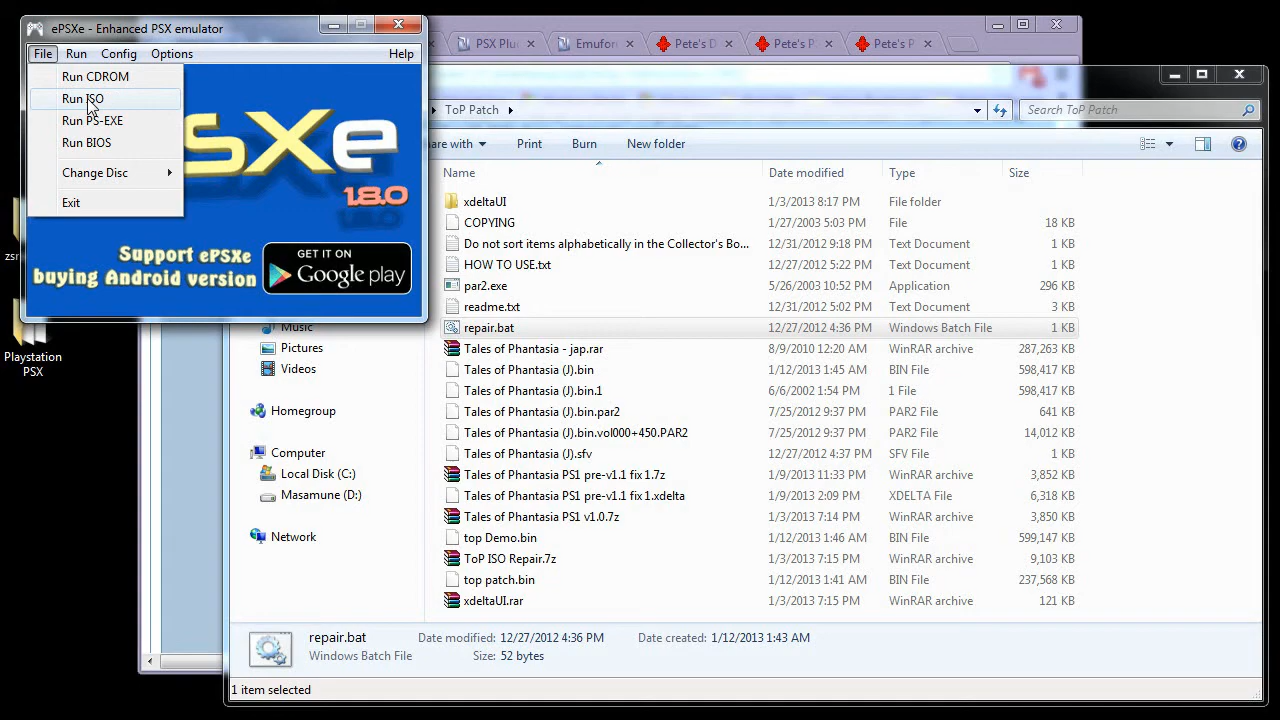 ePSXe - Enhanced PSX emulator
File Run Config Options Help
Run CDROM
Run ISO
Run PS-EXE
Run BIOS
Change Disc
Exit
sXe
1.8.0
Support ePSXe
buying Android version
GET IT ON
Google play
zsr
Playstation
PSX
PSX Plu
Emufor
Pete's D
Pete's P
Pete's P
ToP Patch
Search ToP Patch
are with Print Burn New folder
Name Date modified Type Size
xdeltaUI 1/3/2013 8:17 PM File folder
COPYING 1/27/2003 5:03 PM File 18 KB
Do not sort items alphabetically in the Collector's Bo... 12/31/2012 9:18 PM Text Document 1 KB
HOW TO USE.txt 12/27/2012 5:22 PM Text Document 1 KB
par2.exe 5/26/2003 10:52 PM Application 296 KB
readme.txt 12/31/2012 5:02 PM Text Document 3 KB
repair.bat 12/27/2012 4:36 PM Windows Batch File 1 KB
Tales of Phantasia - jap.rar 8/9/2010 12:20 AM WinRAR archive 287,263 KB
Tales of Phantasia (J).bin 1/12/2013 1:45 AM BIN File 598,417 KB
Tales of Phantasia (J).bin.1 6/6/2002 1:54 PM 1 File 598,417 KB
Tales of Phantasia (J).bin.par2 7/25/2012 9:37 PM PAR2 File 641 KB
Tales of Phantasia (J).bin.vol000+450.PAR2 7/25/2012 9:37 PM PAR2 File 14,012 KB
Tales of Phantasia (J).sfv 12/27/2012 4:37 PM SFV File 1 KB
Tales of Phantasia PS1 pre-v1.1 fix1.7z 1/9/2013 11:33 PM WinRAR archive 3,852 KB
Tales of Phantasia PS1 pre-v1.1 fix1.xdelta 1/9/2013 2:09 PM XDELTA File 6,318 KB
Tales of Phantasia PS1 v1.0.7z 1/3/2013 7:14 PM WinRAR archive 3,850 KB
top Demo.bin 1/12/2013 1:46 AM BIN File 599,147 KB
ToP ISO Repair.7z 1/3/2013 7:15 PM WinRAR archive 9,103 KB
top patch.bin 1/12/2013 1:41 AM BIN File 237,568 KB
xdeltaUI.rar 1/3/2013 7:15 PM WinRAR archive 121 KB
Music
Pictures
Videos
Homegroup
Computer
Local Disk (C:)
Masamune (D:)
Network
repair.bat Date modified: 12/27/2012 4:36 PM Date created: 1/12/2013 1:43 AM
Windows Batch File Size: 52 bytes
1 item selected